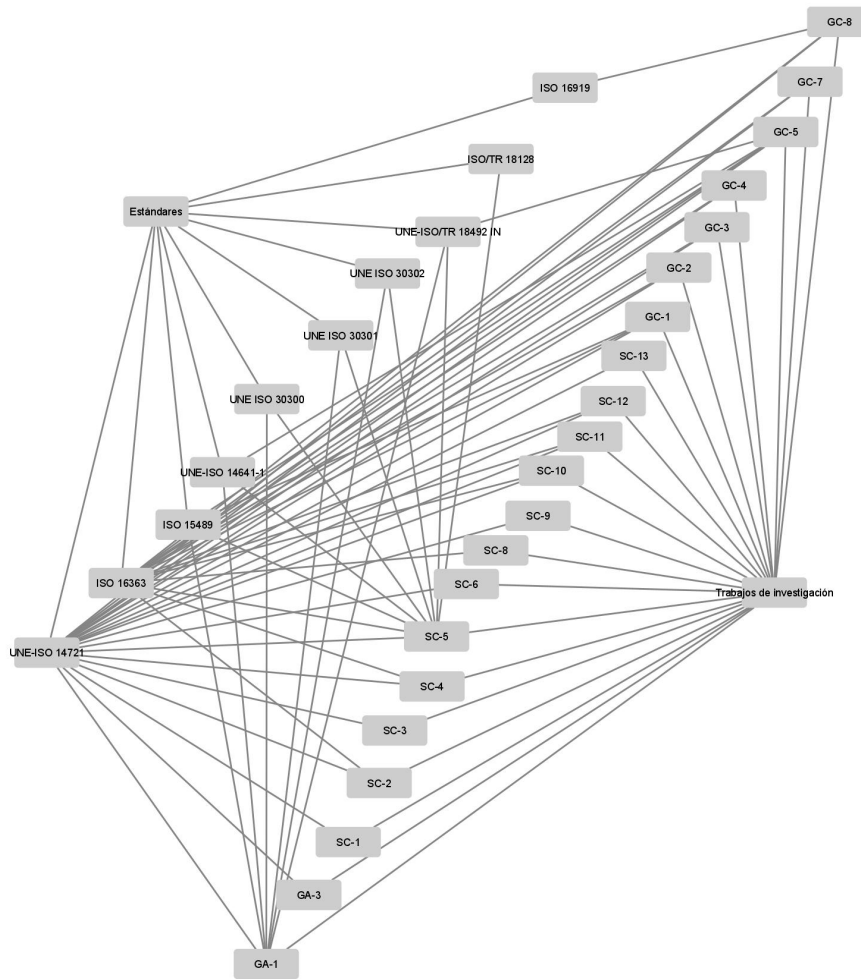 GC-8
GC-7
ISO 16919
GC-5
ISO/TR 18128
GC-4
Estándares
UNE-ISO/TR 18492 IN
GC-3
UNE ISO 30302
GC-2
GC-1
UNE ISO 30301
SC-13
UNE ISO 30300
SC-12
SC-11
UNE-ISO 14641-1
SC-10
ISO 15489
SC-9
SC-8
ISO 16363
SC-6
Trabajos de investigación
SC-5
UNE-ISO 14721
SC-4
SC-3
SC-2
SC-1
GA-3
GA-1